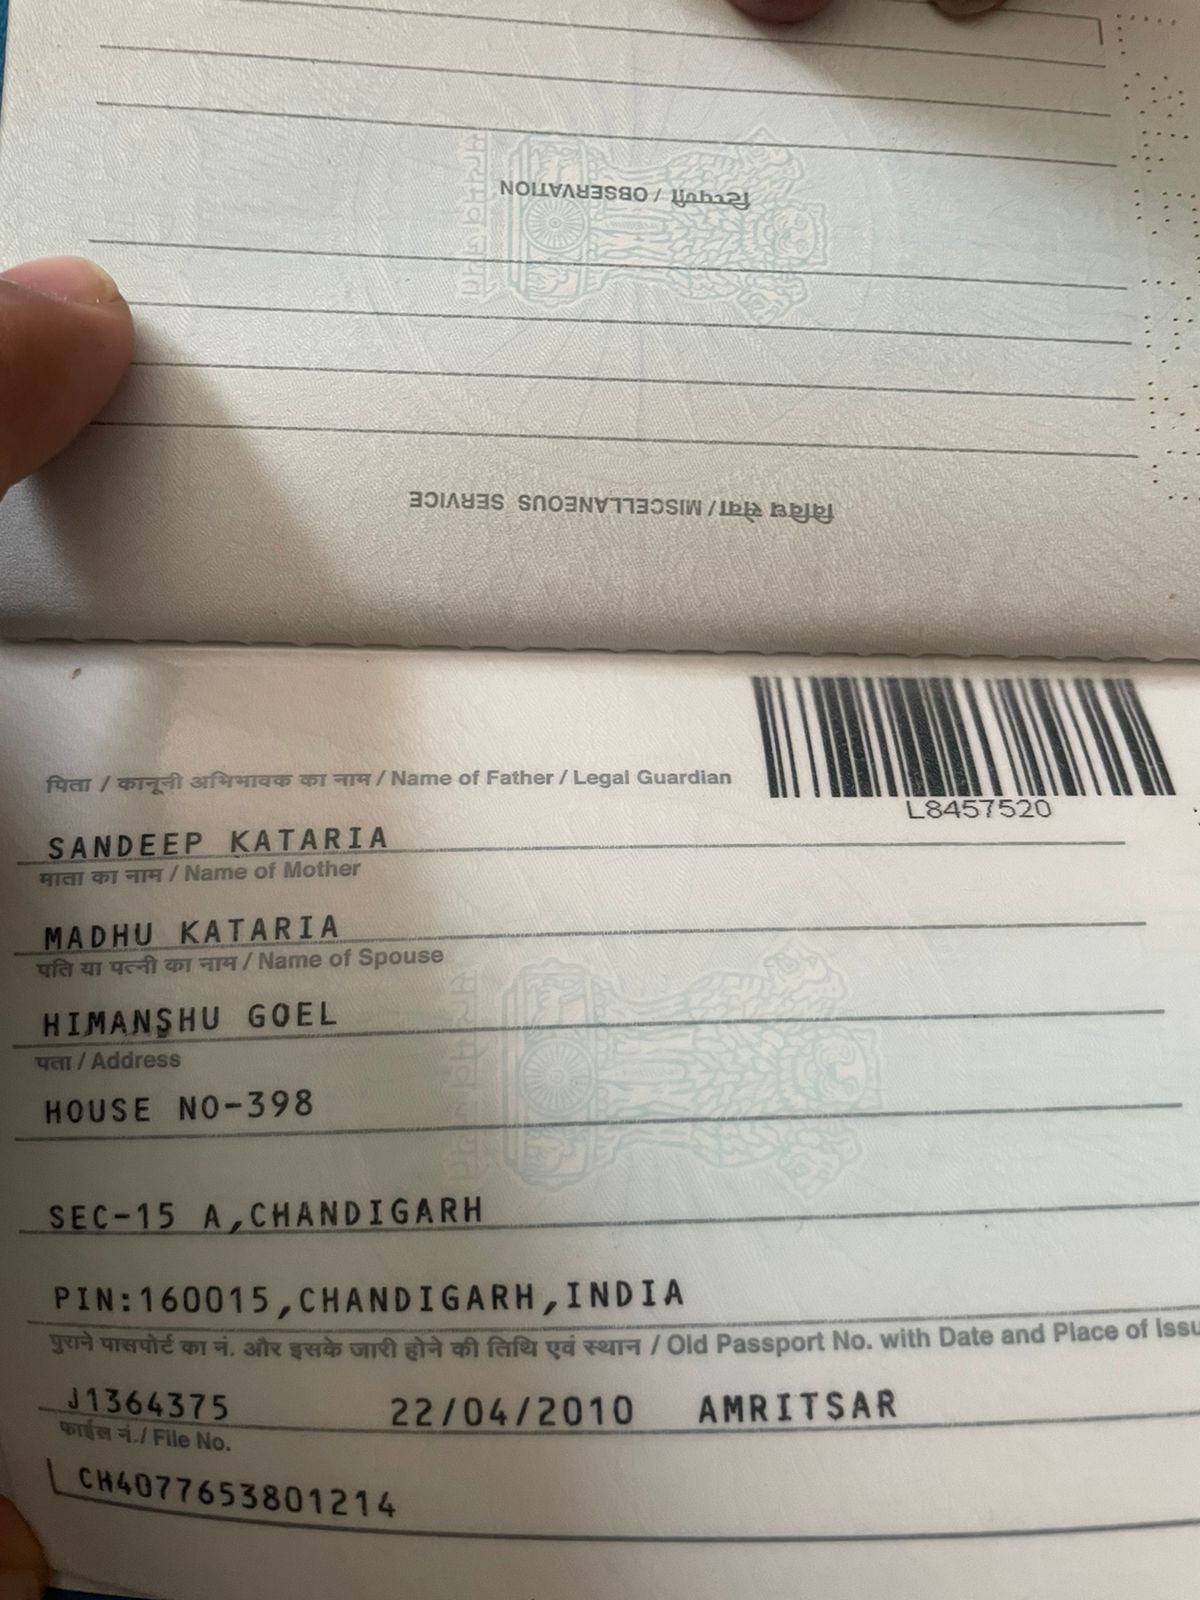 टिप्पणी / OBSERVATION
विविध सेवा / MISCELLANEOUS SERVICE
L8457520
पिता / कानूनी अभिभावक का नाम / Name of Father / Legal Guardian
SANDEEP KATARIA
माता का नाम / Name of Mother
MADHU KATARIA
पति या पत्नी का नाम / Name of Spouse
HIMANSHU GOEL
पता / Address
HOUSE NO-398
SEC-15 A,CHANDIGARH
PIN:160015,CHANDIGARH,INDIA
पुराने पासपोर्ट का नं. और इसके जारी होने की तिथि एवं स्थान / Old Passport No. with Date and Place of Issu
J1364375 22/04/2010 AMRITSAR
फाईल नं./ File No.
CH4077653801214